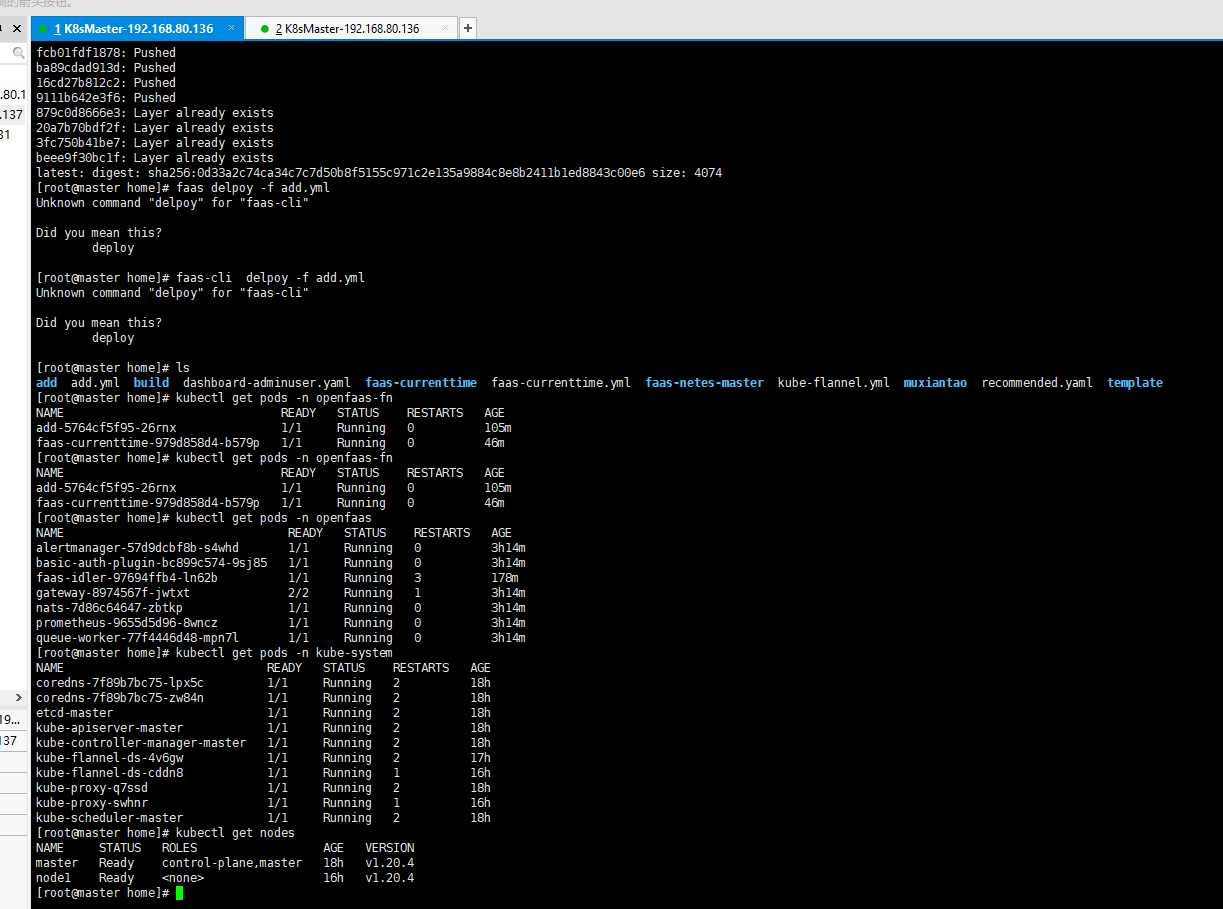 测的箭头按钮。
1 K8sMaster-192.168.80.136 × 2 K8sMaster-192.168.80.136 × +
fcb01fdf1878: Pushed
ba89cdad913d: Pushed
16cd27b812c2: Pushed
9111b642e3f6: Pushed
879c0d8666e3: Layer already exists
20a7b70bdf2f: Layer already exists
3fc750b41be7: Layer already exists
beee9f30bc1f: Layer already exists
latest: digest: sha256:0d33a2c74ca34c7c7d50b8f5155c971c2e135a9884c8e8b2411b1ed8843c00e6 size: 4074
[root@master home]# faas delpoy -f add.yml
Unknown command "delpoy" for "faas-cli"
Did you mean this?
deploy
[root@master home]# faas-cli  delpoy -f add.yml
Unknown command "delpoy" for "faas-cli"
Did you mean this?
deploy
[root@master home]# ls
add  add.yml  build  dashboard-adminuser.yaml  faas-currenttime  faas-currenttime.yml  faas-netes-master  kube-flannel.yml  muxiantao  recommended.yaml  template
[root@master home]# kubectl get pods -n openfaas-fn
NAME READY STATUS RESTARTS AGE
add-5764cf5f95-26rnx 1/1 Running 0 105m
faas-currenttime-979d858d4-b579p 1/1 Running 0 46m
[root@master home]# kubectl get pods -n openfaas-fn
NAME READY STATUS RESTARTS AGE
add-5764cf5f95-26rnx 1/1 Running 0 105m
faas-currenttime-979d858d4-b579p 1/1 Running 0 46m
[root@master home]# kubectl get pods -n openfaas
NAME READY STATUS RESTARTS AGE
alertmanager-57d9dcbf8b-s4whd 1/1 Running 0 3h14m
basic-auth-plugin-bc899c574-9sj85 1/1 Running 0 3h14m
faas-idler-97694ffb4-ln62b 1/1 Running 3 178m
gateway-8974567f-jwtxt 2/2 Running 1 3h14m
nats-7d86c64647-zbtkp 1/1 Running 0 3h14m
prometheus-9655d5d96-8wncz 1/1 Running 0 3h14m
queue-worker-77f4446d48-mpn7l 1/1 Running 0 3h14m
[root@master home]# kubectl get pods -n kube-system
NAME READY STATUS RESTARTS AGE
coredns-7f89b7bc75-lpx5c 1/1 Running 2 18h
coredns-7f89b7bc75-zw84n 1/1 Running 2 18h
etcd-master 1/1 Running 2 18h
kube-apiserver-master 1/1 Running 2 18h
kube-controller-manager-master 1/1 Running 2 18h
kube-flannel-ds-4v6gw 1/1 Running 2 17h
kube-flannel-ds-cddn8 1/1 Running 1 16h
kube-proxy-q7ssd 1/1 Running 2 18h
kube-proxy-swhnr 1/1 Running 1 16h
kube-scheduler-master 1/1 Running 2 18h
[root@master home]# kubectl get nodes
NAME STATUS ROLES AGE VERSION
master Ready control-plane,master 18h v1.20.4
node1 Ready <none> 16h v1.20.4
[root@master home]#
.80.1
.137
31
19...
137